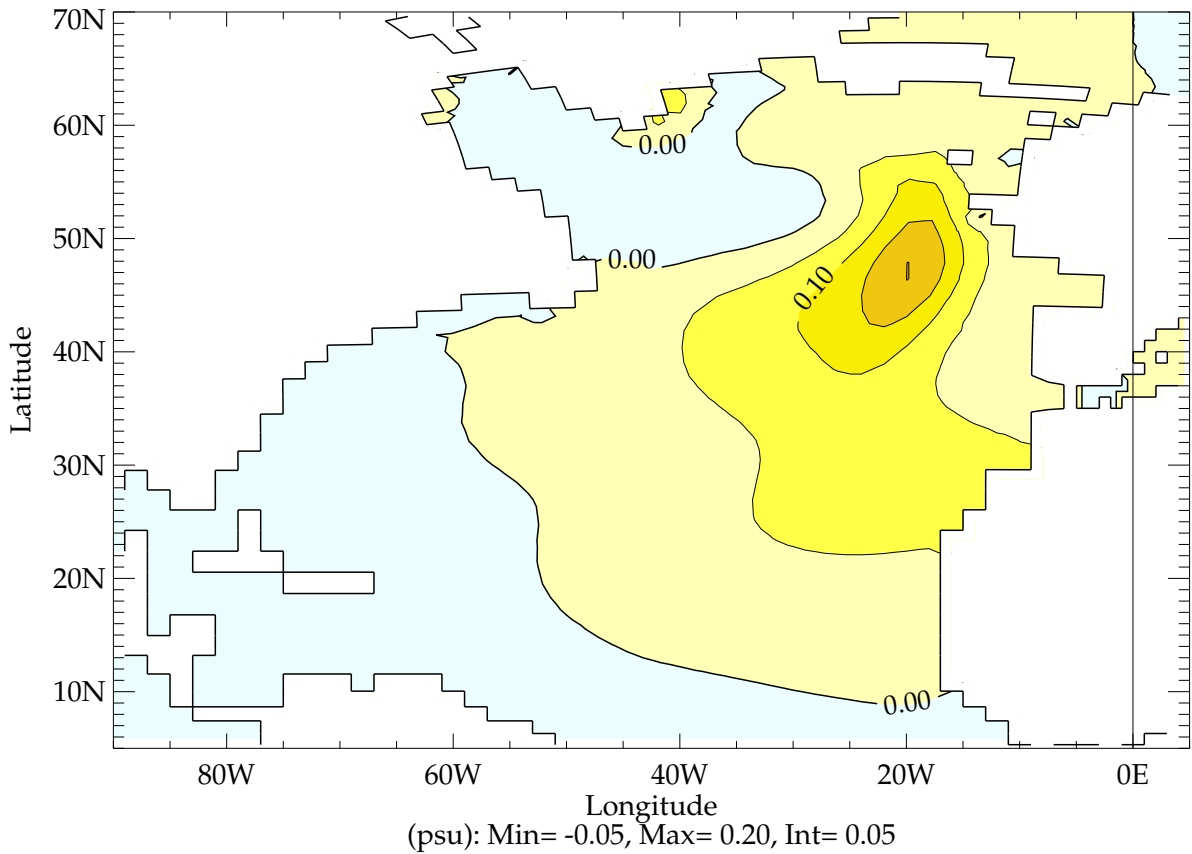 70N
60N
0.00
50N
0.00
0.10
40N
Latitude
30N
20N
10N
0.00
80W
60W
40W
20W
0E
Longitude
(psu): Min= -0.05, Max= 0.20, Int= 0.05